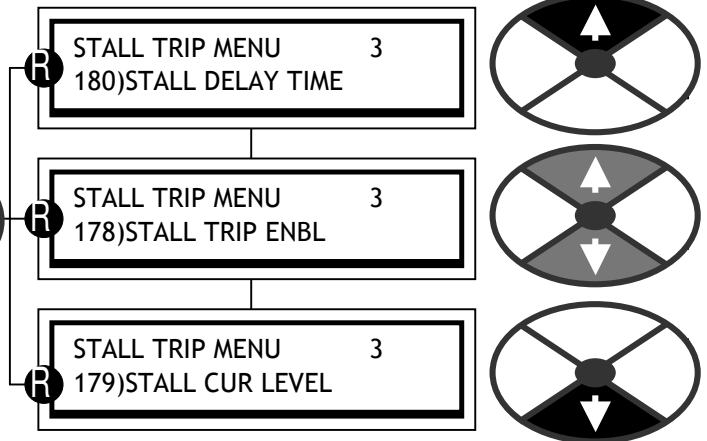 STALL TRIP MENU 3
180)STALL DELAY TIME
R
STALL TRIP MENU 3
178)STALL TRIP ENBL
R
STALL TRIP MENU 3
179)STALL CUR LEVEL
R